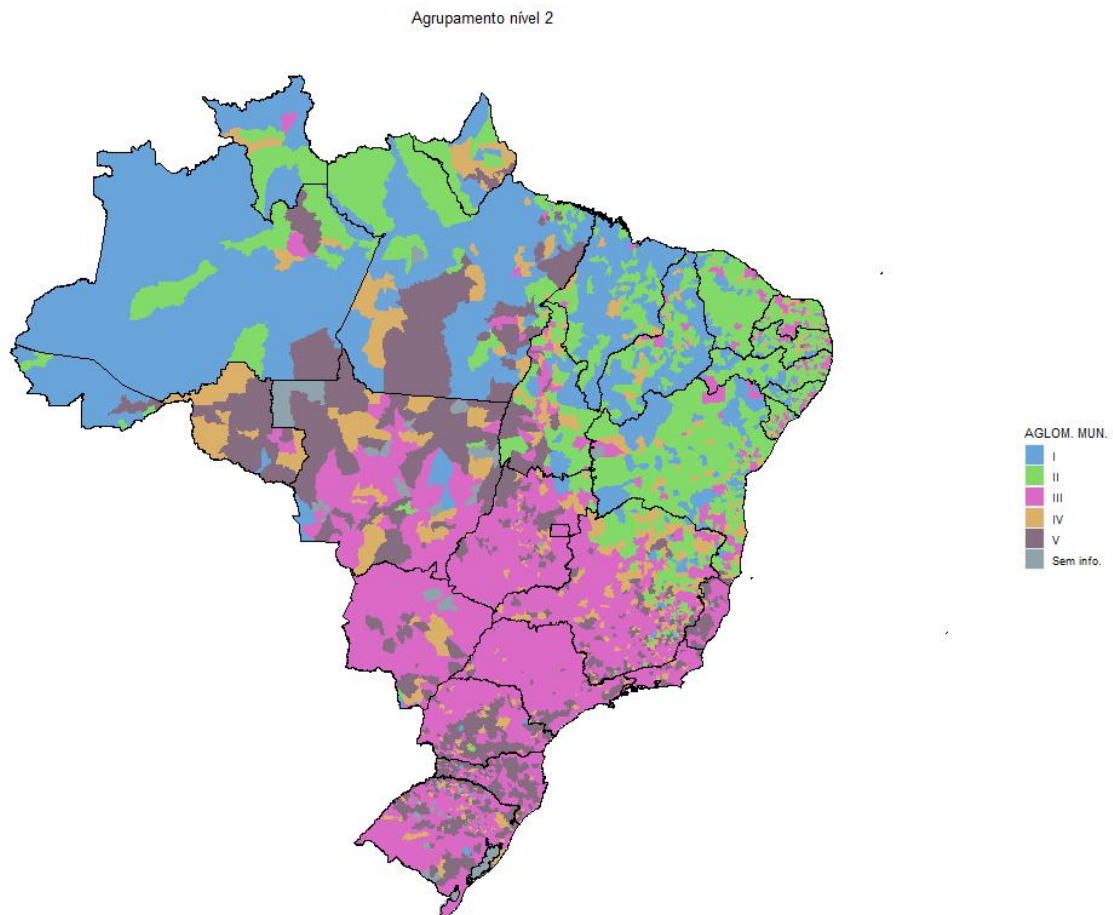 Agrupamento nível 2
AGLOM. MUN.
I
II
III
IV
V
Sem info.